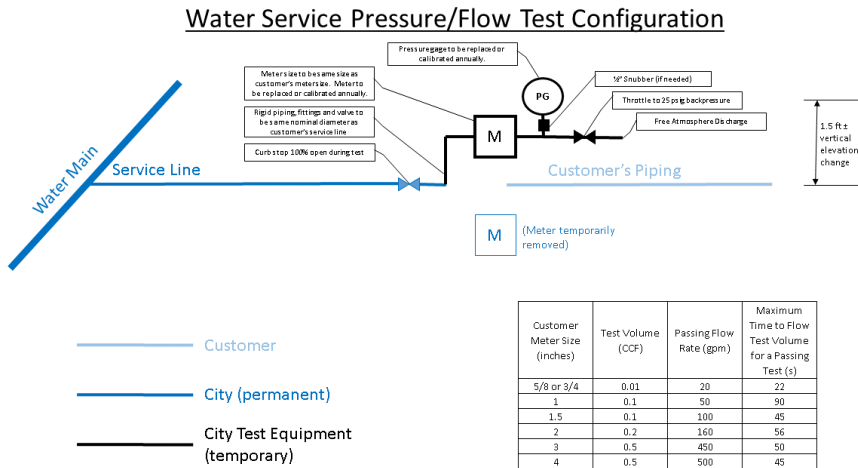 Water Service Pressure/Flow Test Configuration
Pressure gage to be replaced or
calibrated annually.
Meter size to be same size as
customer's meter size. Meter to
be replaced or calibrated annually.
PG
½" Snubber (if needed)
Throttle to 25 psig backpressure
Rigid piping, fittings and valve to
be same nominal diameter as
customer's service line
M
Free Atmosphere Discharge
1.5 ft ±
vertical
elevation
change
Curb stop 100% open during test
Water Main
Service Line
Customer's Piping
M
(Meter temporarily
removed)
Customer
City (permanent)
City Test Equipment
(temporary)
Customer
Meter Size
(inches)
Test Volume
(CCF)
Passing Flow
Rate (gpm)
Maximum
Time to Flow
Test Volume
for a Passing
Test (s)
5/8 or 3/4 0.01 20 22
1 0.1 50 90
1.5 0.1 100 45
2 0.2 160 56
3 0.5 450 50
4 0.5 500 45